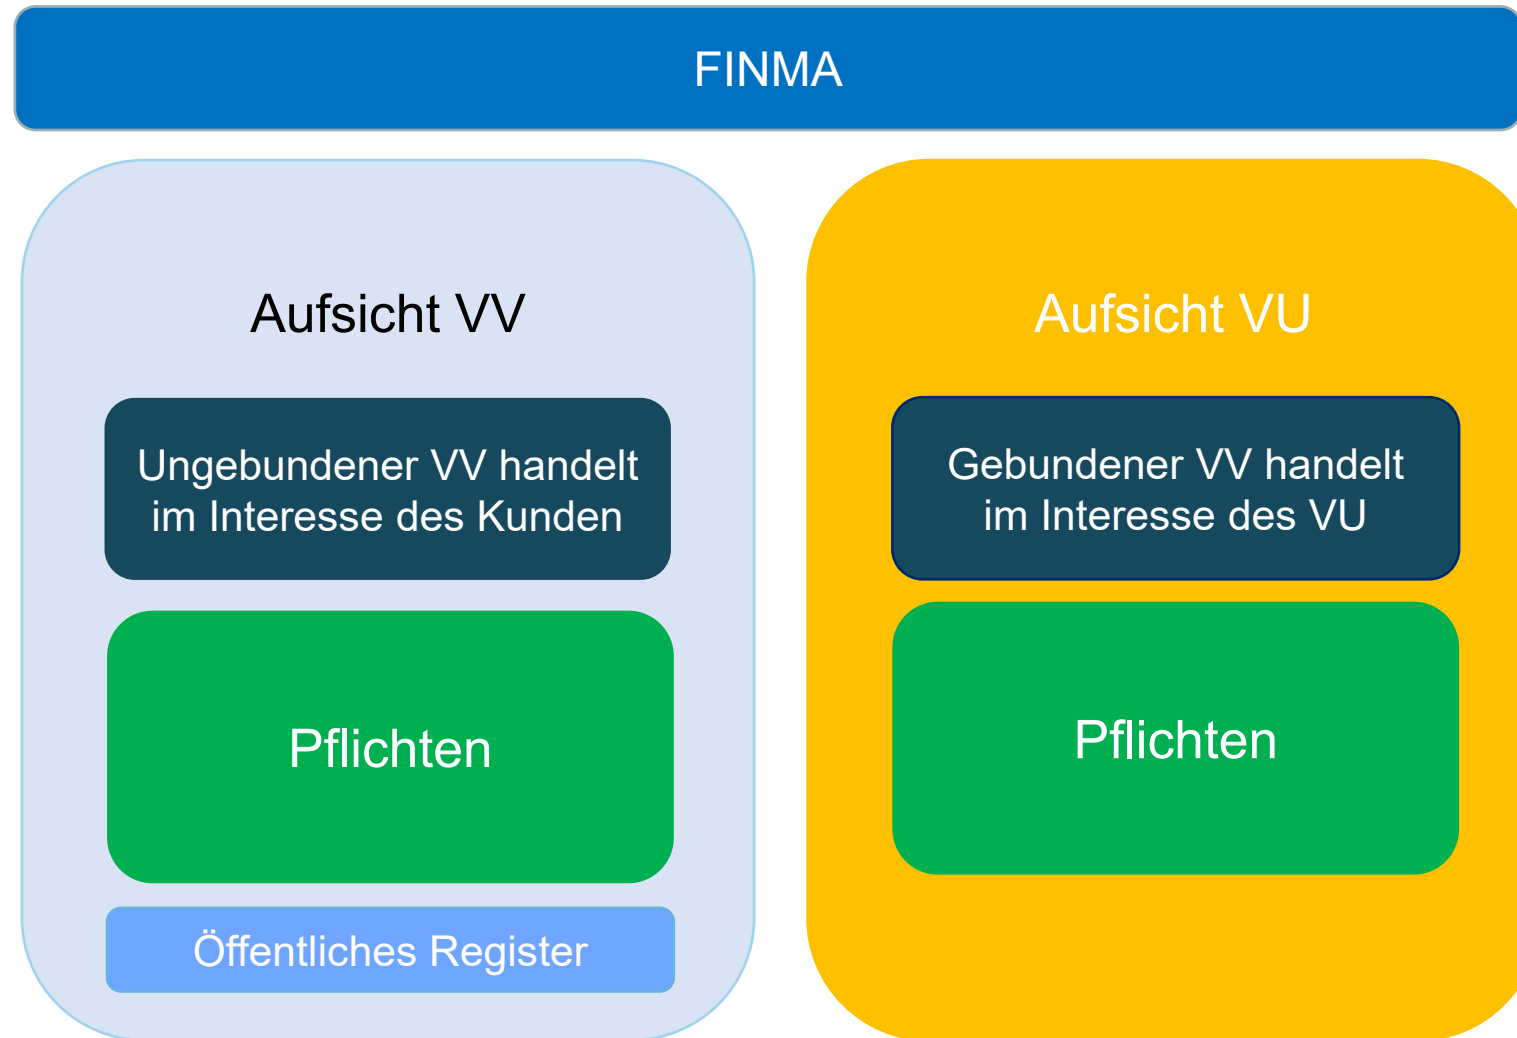 FINMA
Aufsicht VV
Ungebundener VV handelt
im Interesse des Kunden
Pflichten
Öffentliches Register
Aufsicht VU
Gebundener VV handelt
im Interesse des VU
Pflichten